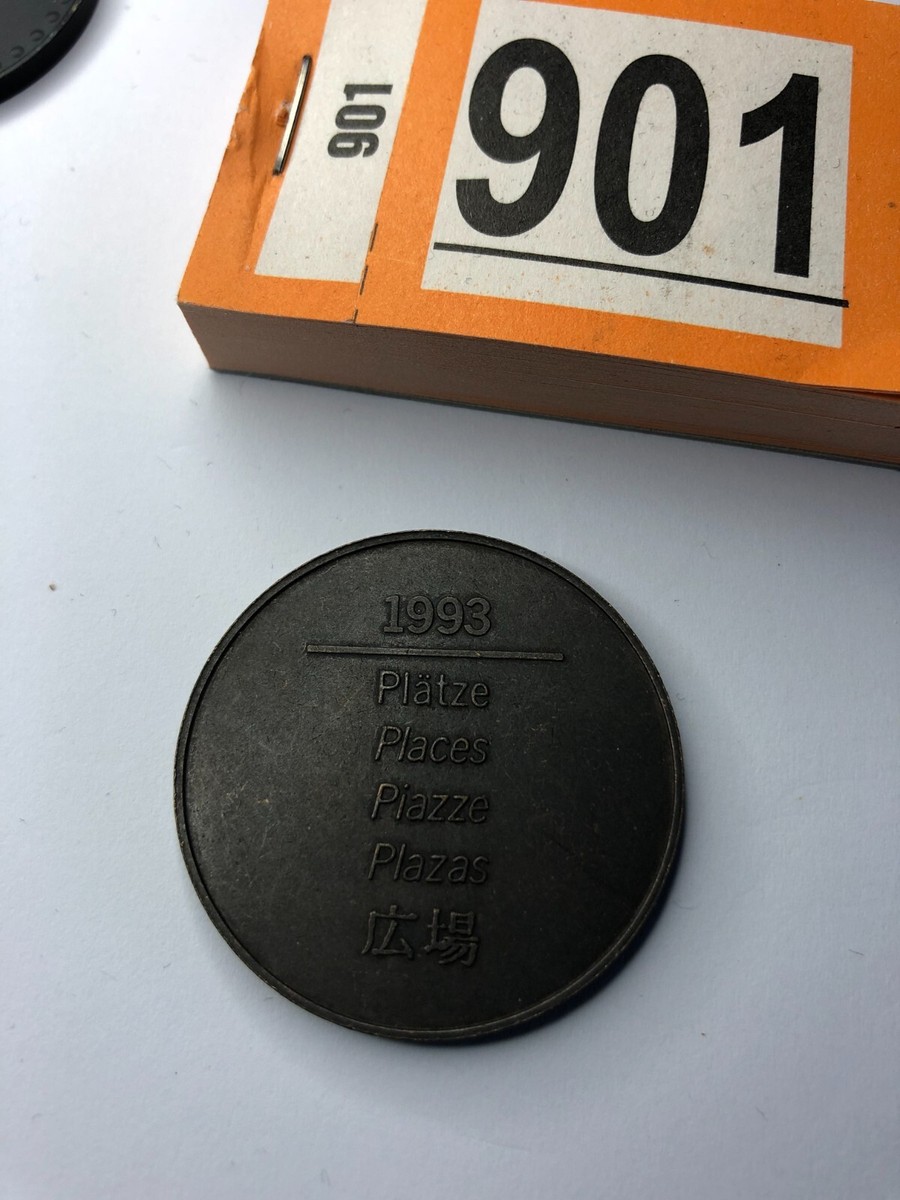 901
901
1993
Plätze
Places
Piazze
Plazas
広場